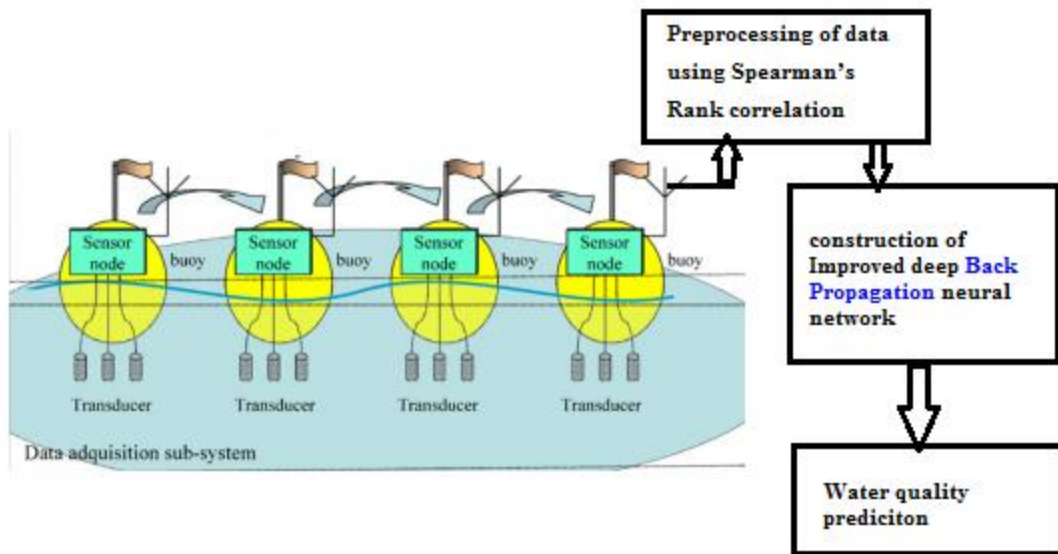 Preprocessing of data
using Spearman's
Rank correlation
construction of
Improved deep Back
Propagation neural
network
Water quality
prediciton
Sensor
node
buoy
Sensor
node
buoy
Sensor
node
buoy
Sensor
node
buoy
Transducer
Transducer
Transducer
Transducer
Data adquisition sub-system